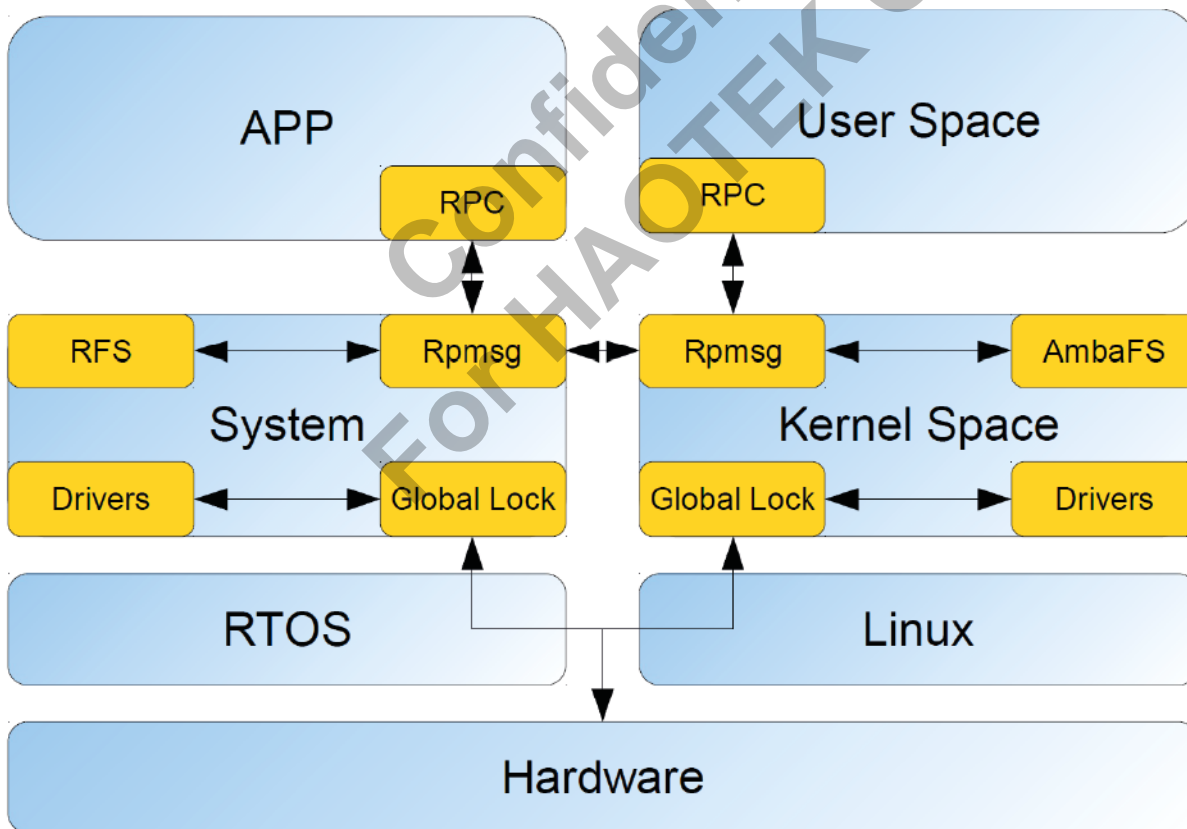 APP
User Space
RPC
RPC
RFS
Rpmsg
Rpmsg
AmbaFS
System
Kernel Space
Drivers
Global Lock
Global Lock
Drivers
RTOS
Linux
Hardware
For HAOTEK